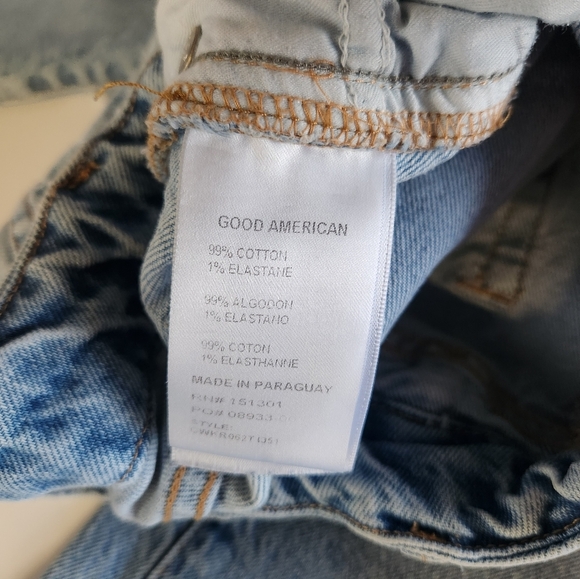 GOOD AMERICAN
99% COTTON
1% ELASTANE
99% ALGODON
1% ELASTANO
99% COTON
1% ELASTHANNE
MADE IN PARAGUAY
RN# 151301
PO# 08933
STYLE: